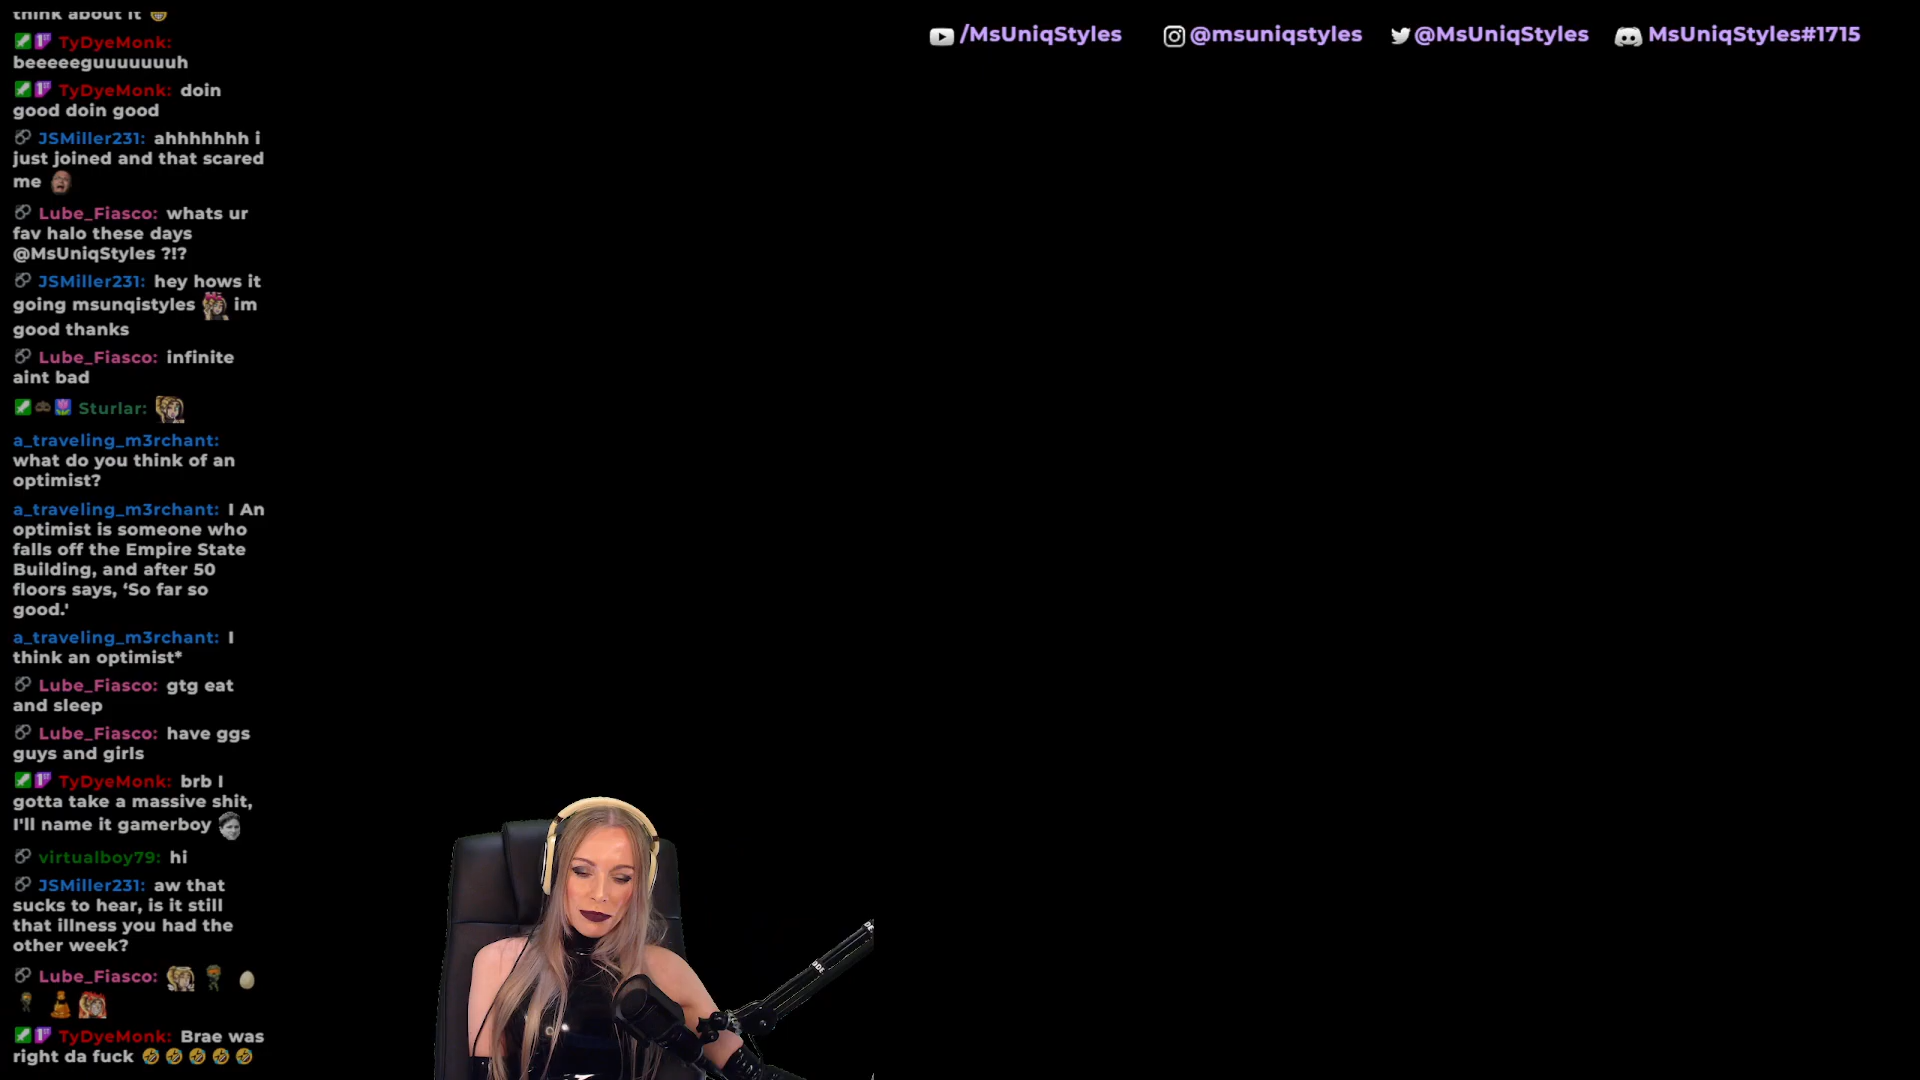 think about it
TyDyeMonk:
beeeeeguuuuuuuh
TyDyeMonk: doin
good doin good
JSMiller231: ahhhhhhh i
just joined and that scared
me
Lube_Fiasco: whats ur
fav halo these days
@MsUniqStyles ?!?
JSMiller231: hey hows it
going msunqistyles im
good thanks
Lube_Fiasco: infinite
aint bad
Sturlar:
a_traveling_m3rchant:
what do you think of an
optimist?
a_traveling_m3rchant: I An
optimist is someone who
falls off the Empire State
Building, and after 50
floors says, ‘So far so
good.'
a_traveling_m3rchant: I
think an optimist*
Lube_Fiasco: gtg eat
and sleep
Lube_Fiasco: have ggs
guys and girls
TyDyeMonk: brb I
gotta take a massive shit,
I'll name it gamerboy
virtualboy79: hi
JSMiller231: aw that
sucks to hear, is it still
that illness you had the
other week?
Lube_Fiasco:
TyDyeMonk: Brae was
right da fuck 🤣🤣🤣🤣🤣
/MsUniqStyles @msuniqstyles @MsUniqStyles MsUniqStyles#1715